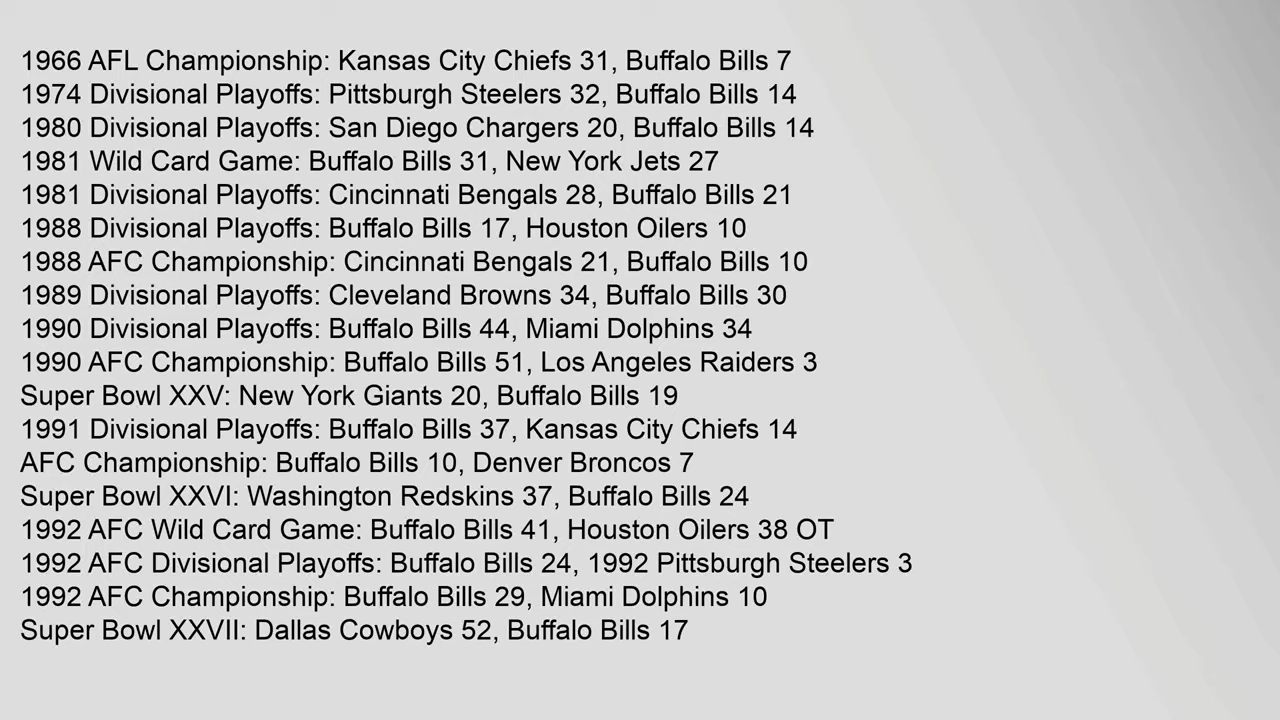 1966 AFL Championship: Kansas City Chiefs 31, Buffalo Bills 7
1974 Divisional Playoffs: Pittsburgh Steelers 32, Buffalo Bills 14
1980 Divisional Playoffs: San Diego Chargers 20, Buffalo Bills 14
1981 Wild Card Game: Buffalo Bills 31, New York Jets 27
1981 Divisional Playoffs: Cincinnati Bengals 28, Buffalo Bills 21
1988 Divisional Playoffs: Buffalo Bills 17, Houston Oilers 10
1988 AFC Championship: Cincinnati Bengals 21, Buffalo Bills 10
1989 Divisional Playoffs: Cleveland Browns 34, Buffalo Bills 30
1990 Divisional Playoffs: Buffalo Bills 44, Miami Dolphins 34
1990 AFC Championship: Buffalo Bills 51, Los Angeles Raiders 3
Super Bowl XXV: New York Giants 20, Buffalo Bills 19
1991 Divisional Playoffs: Buffalo Bills 37, Kansas City Chiefs 14
AFC Championship: Buffalo Bills 10, Denver Broncos 7
Super Bowl XXVI: Washington Redskins 37, Buffalo Bills 24
1992 AFC Wild Card Game: Buffalo Bills 41, Houston Oilers 38 OT
1992 AFC Divisional Playoffs: Buffalo Bills 24, 1992 Pittsburgh Steelers 3
1992 AFC Championship: Buffalo Bills 29, Miami Dolphins 10
Super Bowl XXVII: Dallas Cowboys 52, Buffalo Bills 17